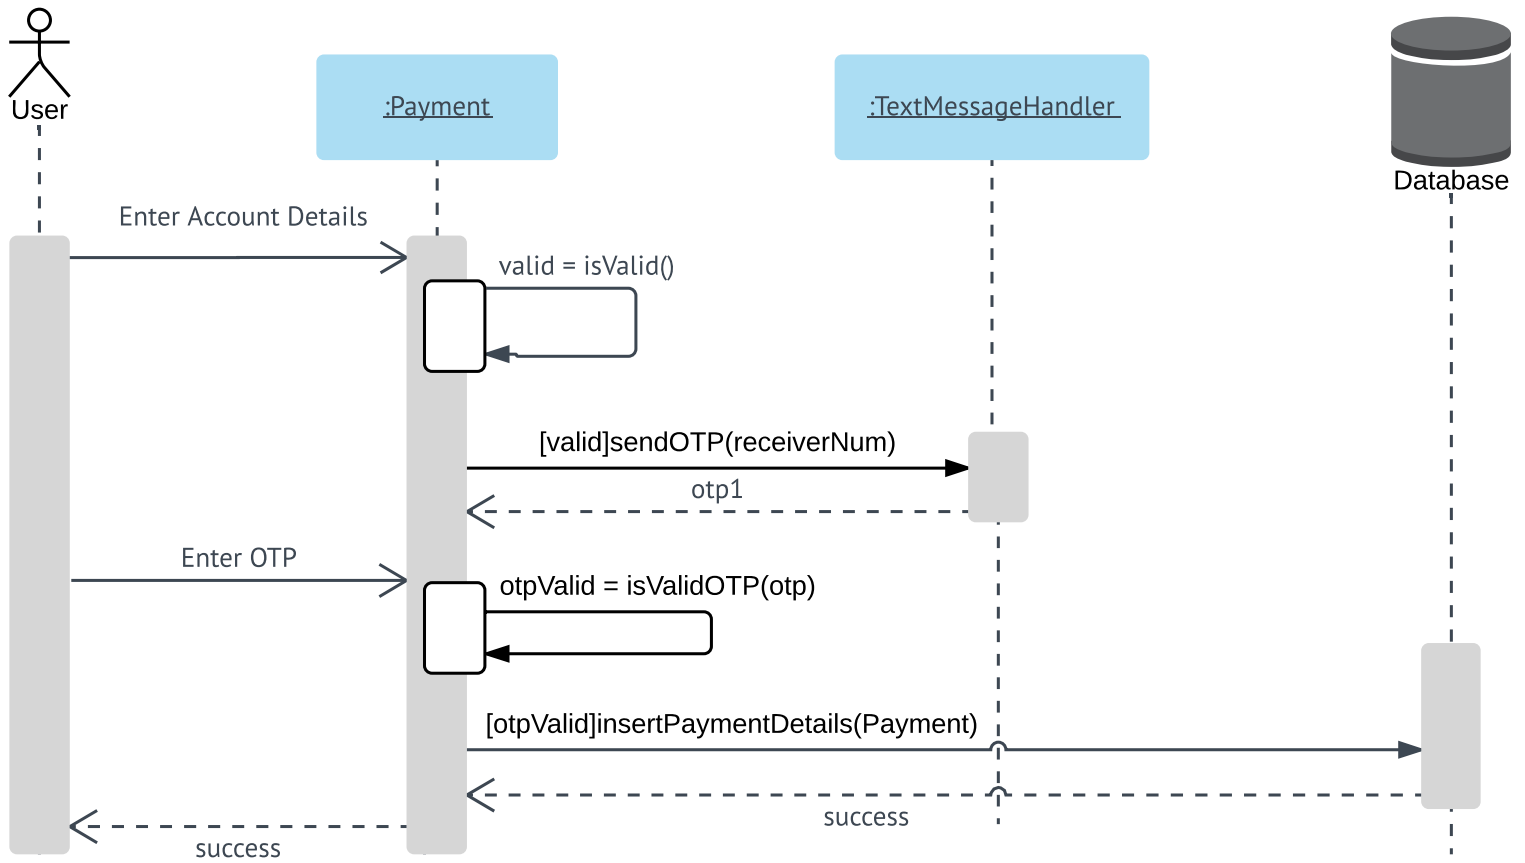 User
:Payment
:TextMessageHandler
Database
Enter Account Details
valid = isValid()
[valid]sendOTP(receiverNum)
otp1
Enter OTP
otpValid = isValidOTP(otp)
[otpValid]insertPaymentDetails(Payment)
success
success